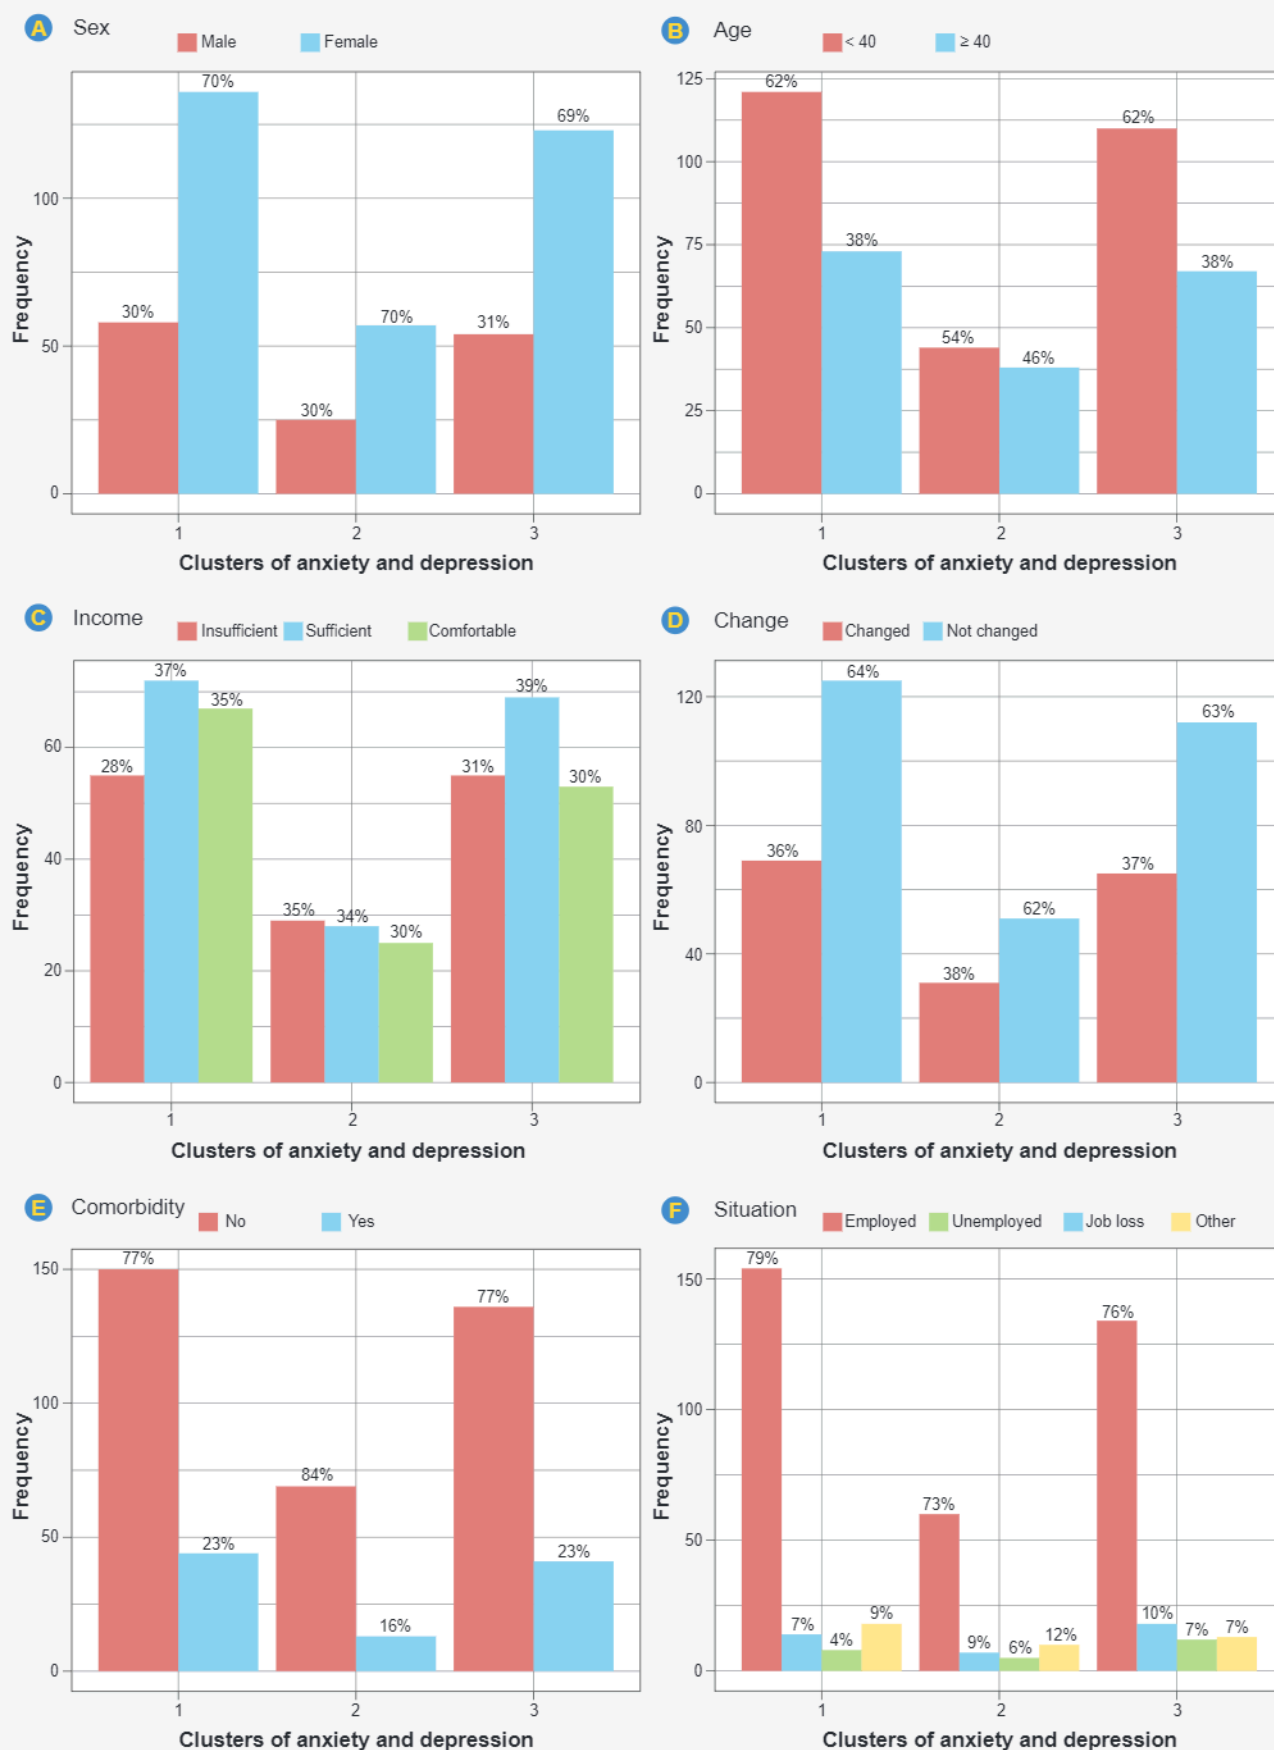 A Sex
Male Female
70%
69%
30%
70%
31%
30%
100
50
0
Frequency
1 2 3
Clusters of anxiety and depression
B Age
< 40 ≥ 40
125
62%
62%
100
75
38%
38%
50
54%
46%
25
0
Frequency
1 2 3
Clusters of anxiety and depression
C Income
Insufficient Sufficient Comfortable
37%
35%
39%
28%
31%
30%
35%
34%
30%
60
40
20
0
Frequency
1 2 3
Clusters of anxiety and depression
D Change
Changed Not changed
64%
63%
36%
37%
62%
38%
120
80
40
0
Frequency
1 2 3
Clusters of anxiety and depression
E Comorbidity
No Yes
77%
77%
84%
23%
23%
16%
150
100
50
0
Frequency
1 2 3
Clusters of anxiety and depression
F Situation
Employed Unemployed Job loss Other
79%
76%
73%
7%
4%
9%
9%
6%
12%
10%
7%
7%
150
100
50
0
Frequency
1 2 3
Clusters of anxiety and depression